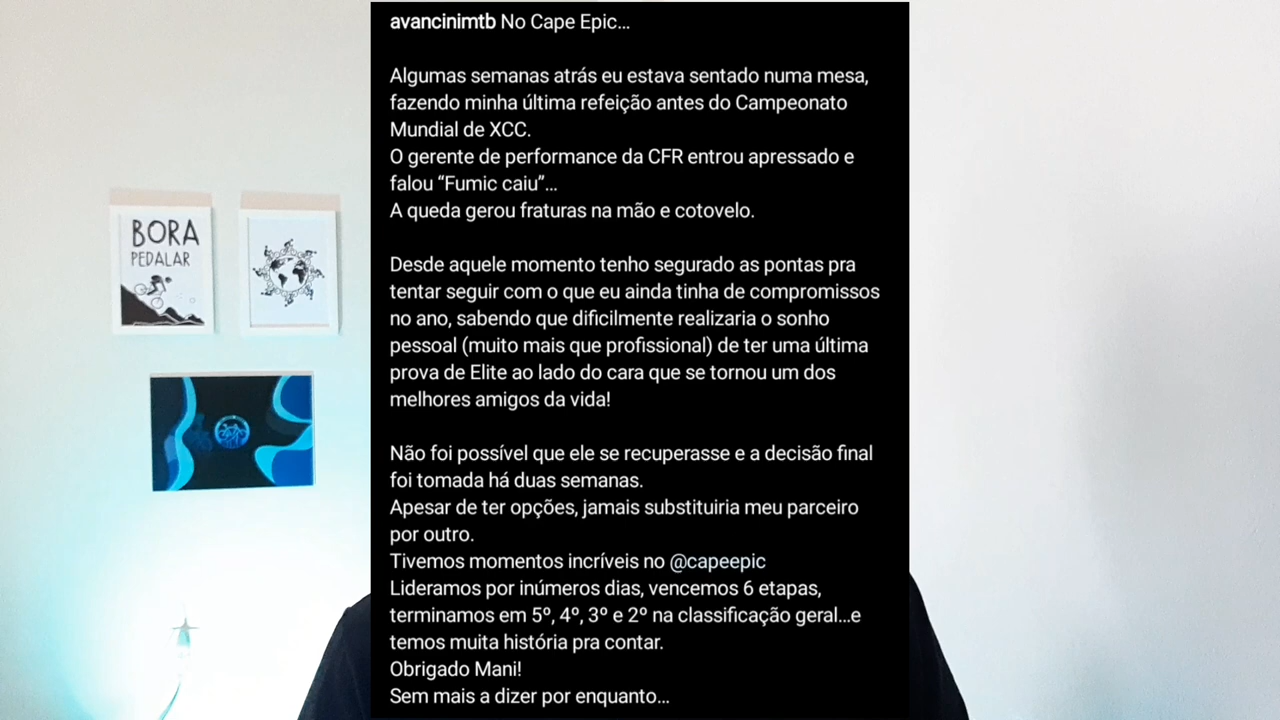 avancinimtb No Cape Epic...
Algumas semanas atrás eu estava sentado numa mesa,
fazendo minha última refeição antes do Campeonato
Mundial de XCC.
O gerente de performance da CFR entrou apressado e
falou “Fumic caiu”...
A queda gerou fraturas na mão e cotovelo.
Desde aquele momento tenho segurado as pontas pra
tentar seguir com o que eu ainda tinha de compromissos
no ano, sabendo que dificilmente realizaria o sonho
pessoal (muito mais que profissional) de ter uma última
prova de Elite ao lado do cara que se tornou um dos
melhores amigos da vida!
Não foi possível que ele se recuperasse e a decisão final
foi tomada há duas semanas.
Apesar de ter opções, jamais substituiria meu parceiro
por outro.
Tivemos momentos incríveis no @capeepic
Lideramos por inúmeros dias, vencemos 6 etapas,
terminamos em 5º, 4º, 3º e 2º na classificação geral...e
temos muita história pra contar.
Obrigado Mani!
Sem mais a dizer por enquanto...
BORA
PEDALAR